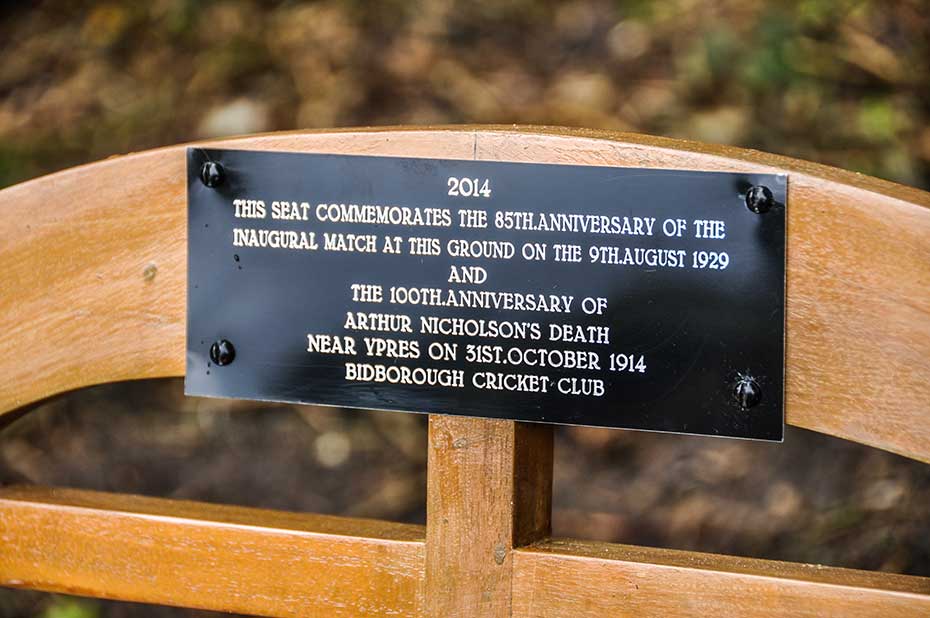 2014
THIS SEAT COMMEMORATES THE 85TH.ANNIVERSARY OF THE
INAUGURAL MATCH AT THIS GROUND ON THE 9TH.AUGUST 1929
AND
THE 100TH.ANNIVERSARY OF
ARTHUR NICHOLSON'S DEATH
NEAR YPRES ON 31ST.OCTOBER 1914
BIDBOROUGH CRICKET CLUB